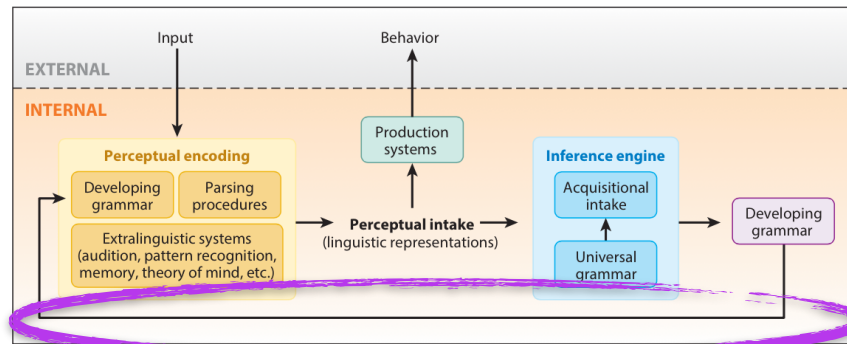 Input
Behavior
EXTERNAL
INTERNAL
Production
systems
Perceptual encoding
Developing
grammar
Parsing
procedures
Extralinguistic systems
(audition, pattern recognition,
memory, theory of mind, etc.)
Perceptual intake
(linguistic representations)
Inference engine
Acquisitional
intake
Universal
grammar
Developing
grammar